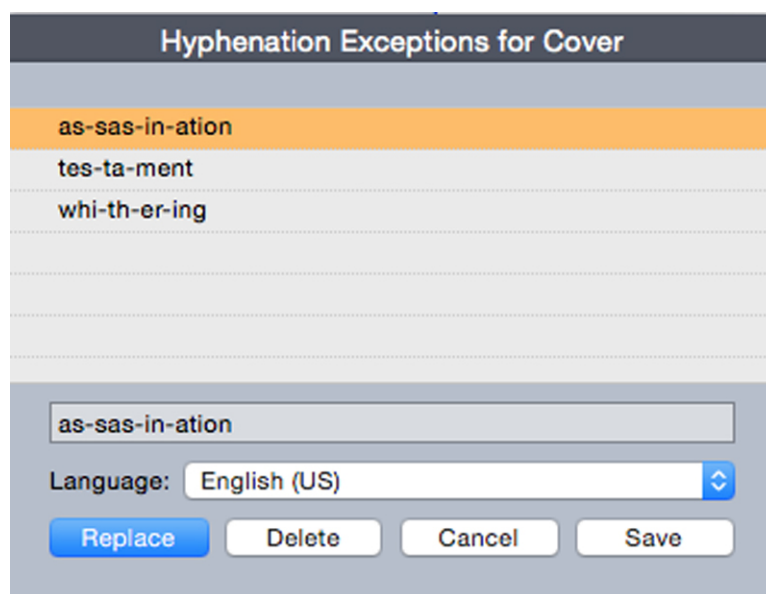 Hyphenation Exceptions for Cover
as-sas-in-ation
tes-ta-ment
whi-th-er-ing
as-sas-in-ation
Language: English (US)
Replace Delete Cancel Save